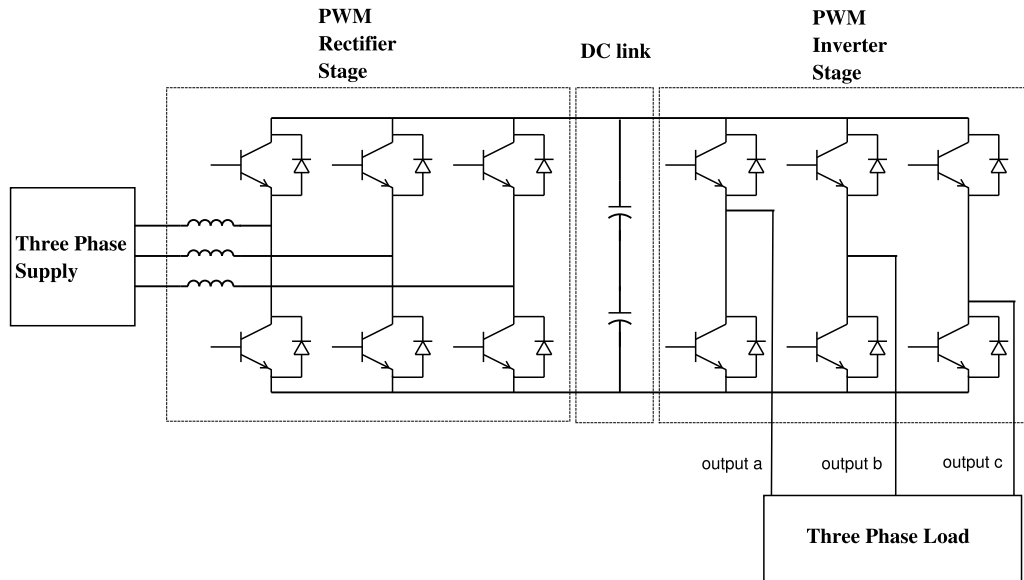 PWM
Rectifier
Stage
DC link
PWM
Inverter
Stage
Three Phase
Supply
output a
output b
output c
Three Phase Load